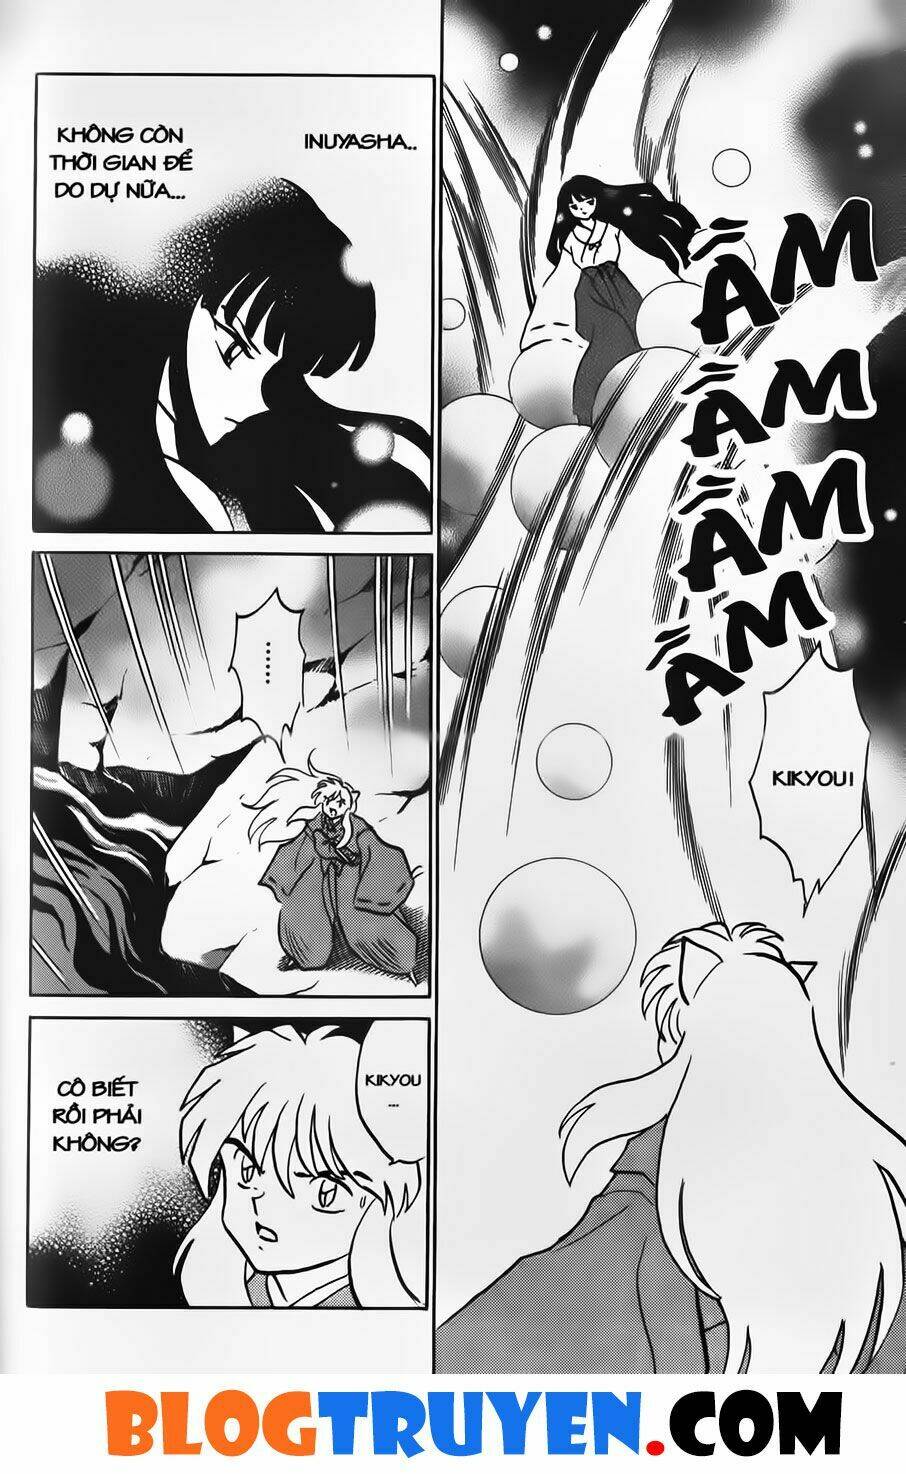 ẦM
ẦM
ẦM
ẦM
KIKYOU!
INUYASHA..
KHÔNG CÒN
THỜI GIAN ĐỂ
DO DỰ NỮA...
......
KIKYOU
...
CÔ BIẾT
RỒI PHẢI
KHÔNG?
BLOGTRUYEN.COM